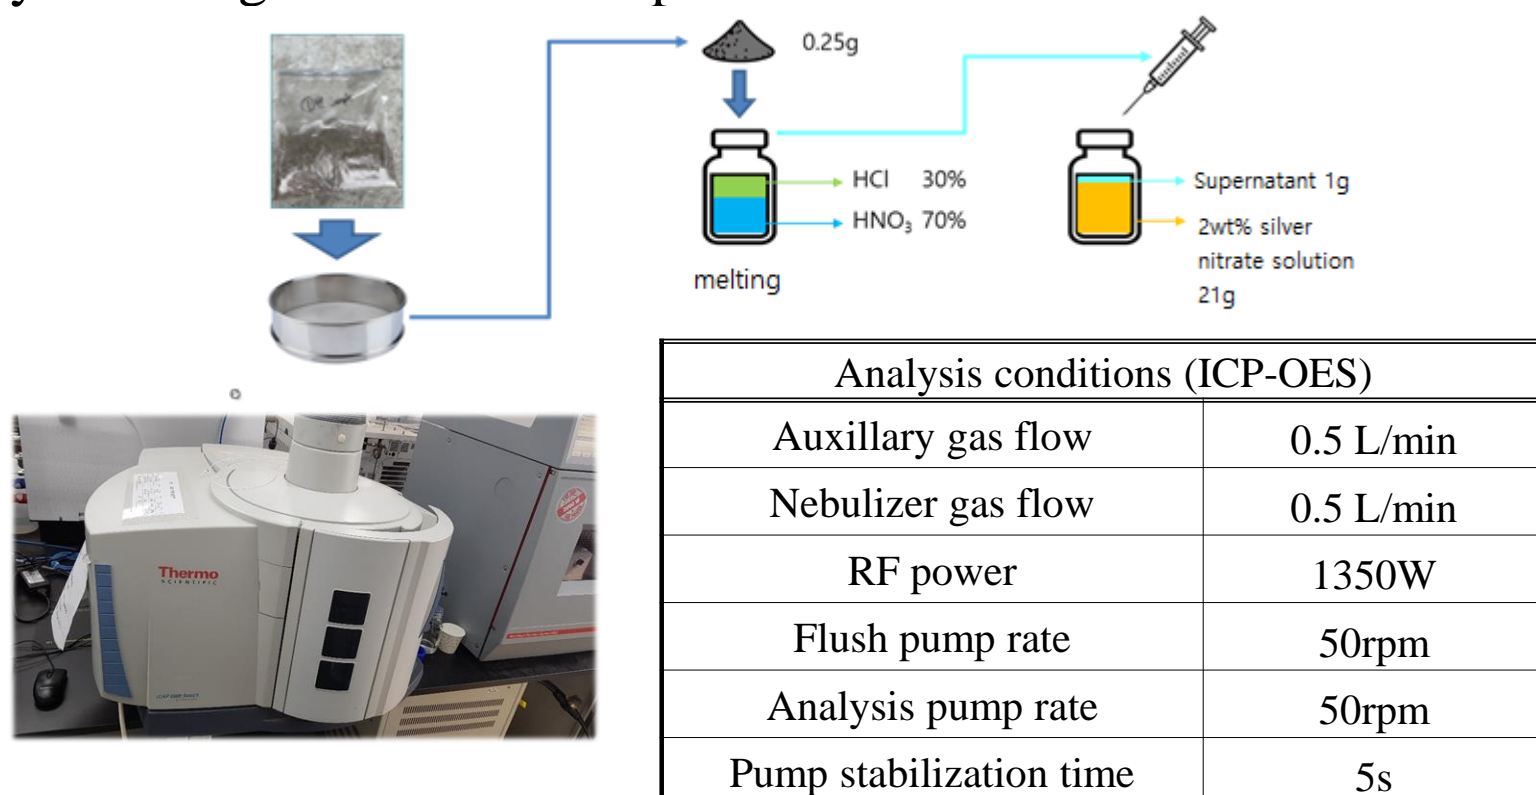 0.25g
HCl 30%
HNO₃ 70%
melting
Supernatant 1g
2wt% silver
nitrate solution
21g
Analysis conditions (ICP-OES)
Auxillary gas flow 0.5 L/min
Nebulizer gas flow 0.5 L/min
RF power 1350W
Flush pump rate 50rpm
Analysis pump rate 50rpm
Pump stabilization time 5s
Thermo
SCIENTIFIC